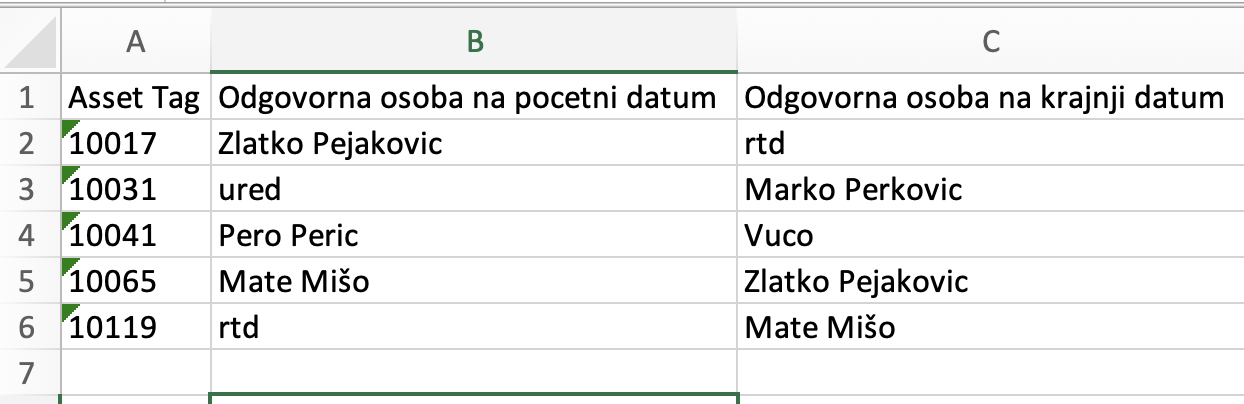 A B C
1 Asset Tag Odgovorna osoba na pocetni datum Odgovorna osoba na krajnji datum
2 10017 Zlatko Pejakovic rtd
3 10031 ured Marko Perkovic
4 10041 Pero Peric Vuco
5 10065 Mate Mišo Zlatko Pejakovic
6 10119 rtd Mate Mišo
7